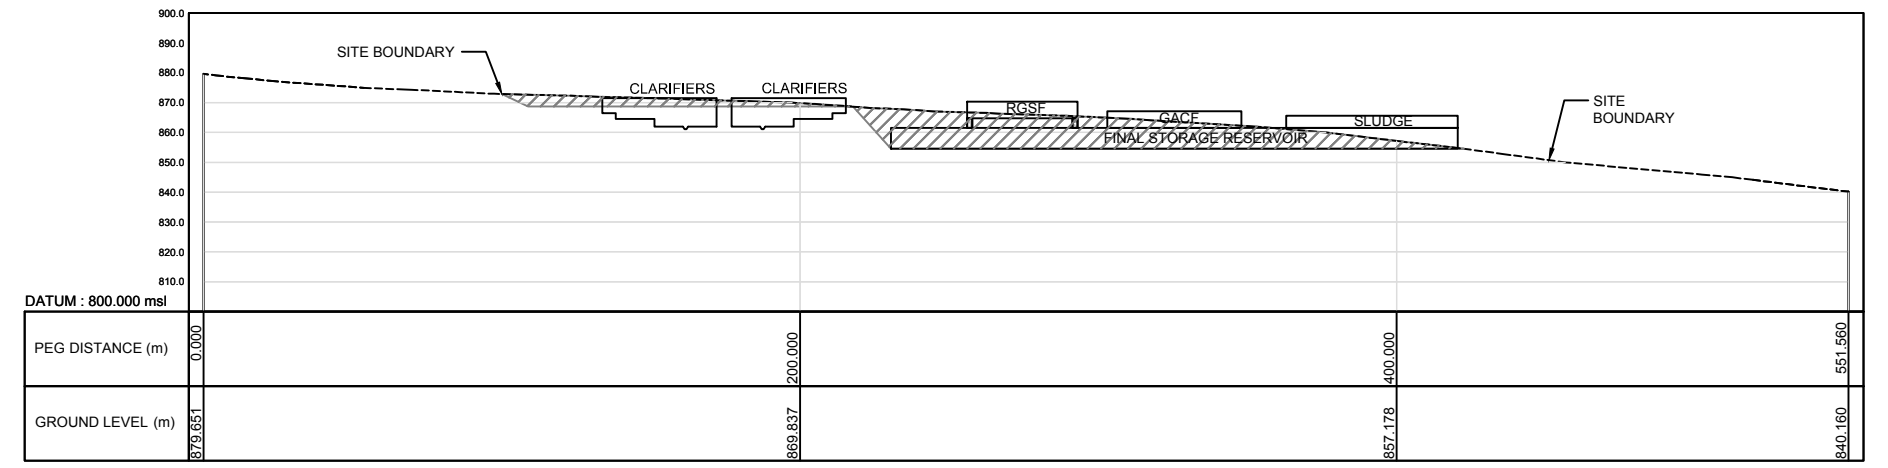 900.0
890.0
880.0
870.0
860.0
850.0
840.0
830.0
820.0
810.0
SITE BOUNDARY
CLARIFIERS
CLARIFIERS
RGSF
GACF
SLUDGE
FINAL STORAGE RESERVOIR
SITE
BOUNDARY
DATUM : 800.000 msl
PEG DISTANCE (m)
0.000
200.000
400.000
551.560
GROUND LEVEL (m)
879.651
869.837
857.178
840.160